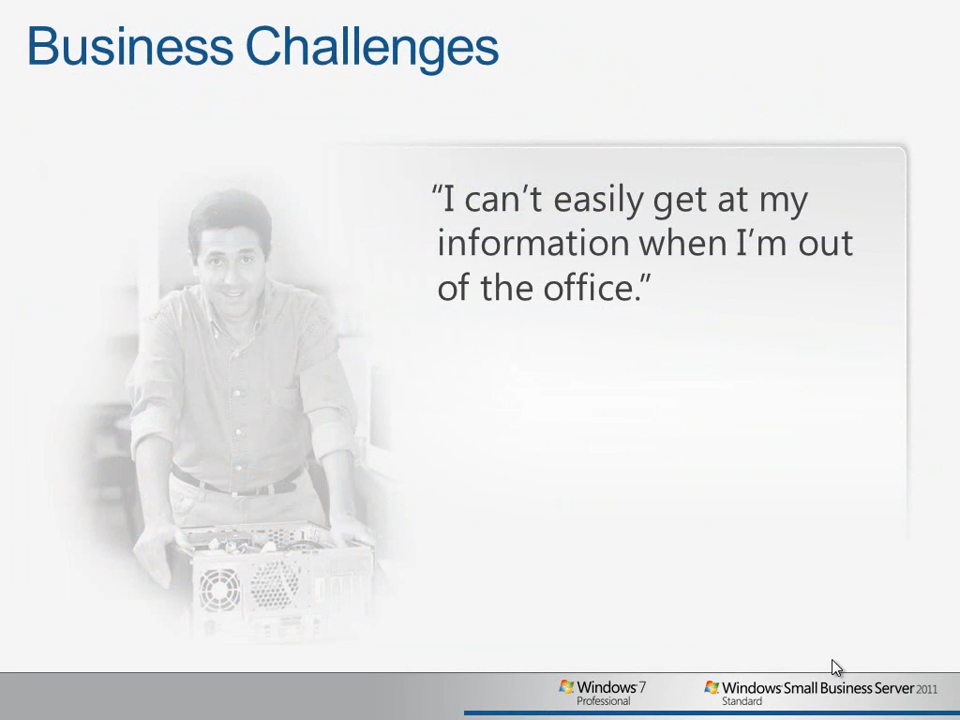 Business Challenges
“I can’t easily get at my
information when I’m out
of the office.”
Windows 7
Professional
Windows Small Business Server 2011
Standard